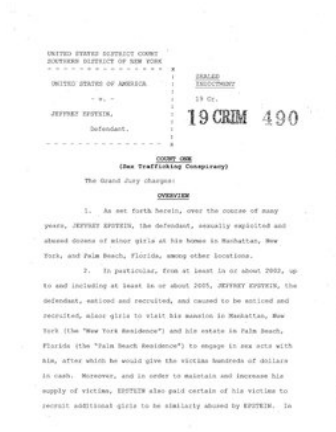 UNITED STATES DISTRICT COURT
SOUTHERN DISTRICT OF NEW YORK
UNITED STATES OF AMERICA
- v. -
JEFFREY EPSTEIN,
Defendant.
SEALED
INDICTMENT
19 Cr.
19 CRIM 490
COUNT ONE
(Sex Trafficking Conspiracy)
The Grand Jury charges:
OVERVIEW
1. As set forth herein, over the course of many
years, JEFFREY EPSTEIN, the defendant, sexually exploited and
abused dozens of minor girls at his homes in Manhattan, New
York, and Palm Beach, Florida, among other locations.
2. In particular, from at least in or about 2002, up
to and including at least in or about 2005, JEFFREY EPSTEIN, the
defendant, enticed and recruited, and caused to be enticed and
recruited, minor girls to visit his mansion in Manhattan, New
York (the "New York Residence") and his estate in Palm Beach,
Florida (the "Palm Beach Residence") to engage in sex acts with
him, after which he would give the victims hundreds of dollars
in cash. Moreover, and in order to maintain and increase his
supply of victims, EPSTEIN also paid certain of his victims to
recruit additional girls to be similarly abused by EPSTEIN. In